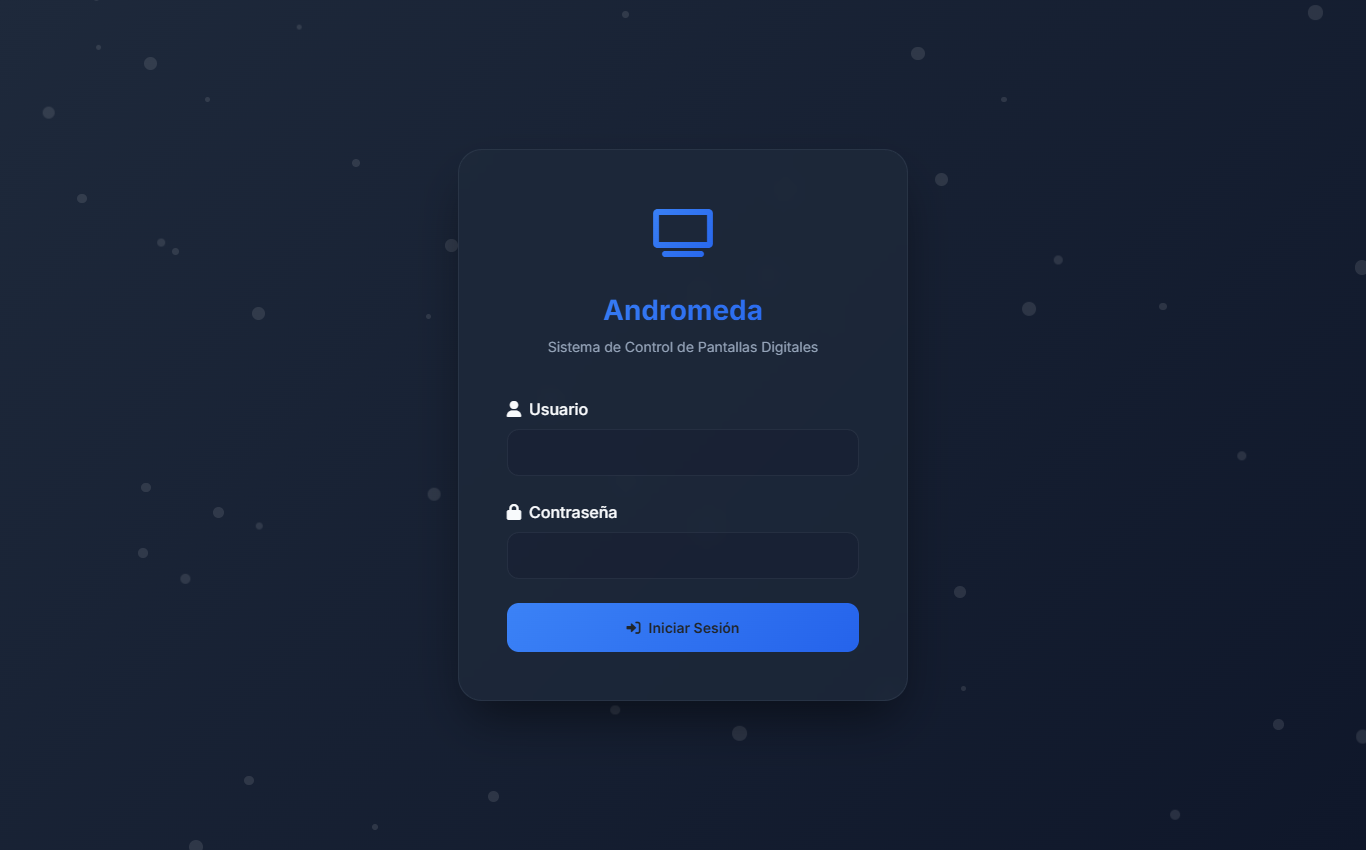 Andromeda
Sistema de Control de Pantallas Digitales
Usuario
Contraseña
Iniciar Sesión